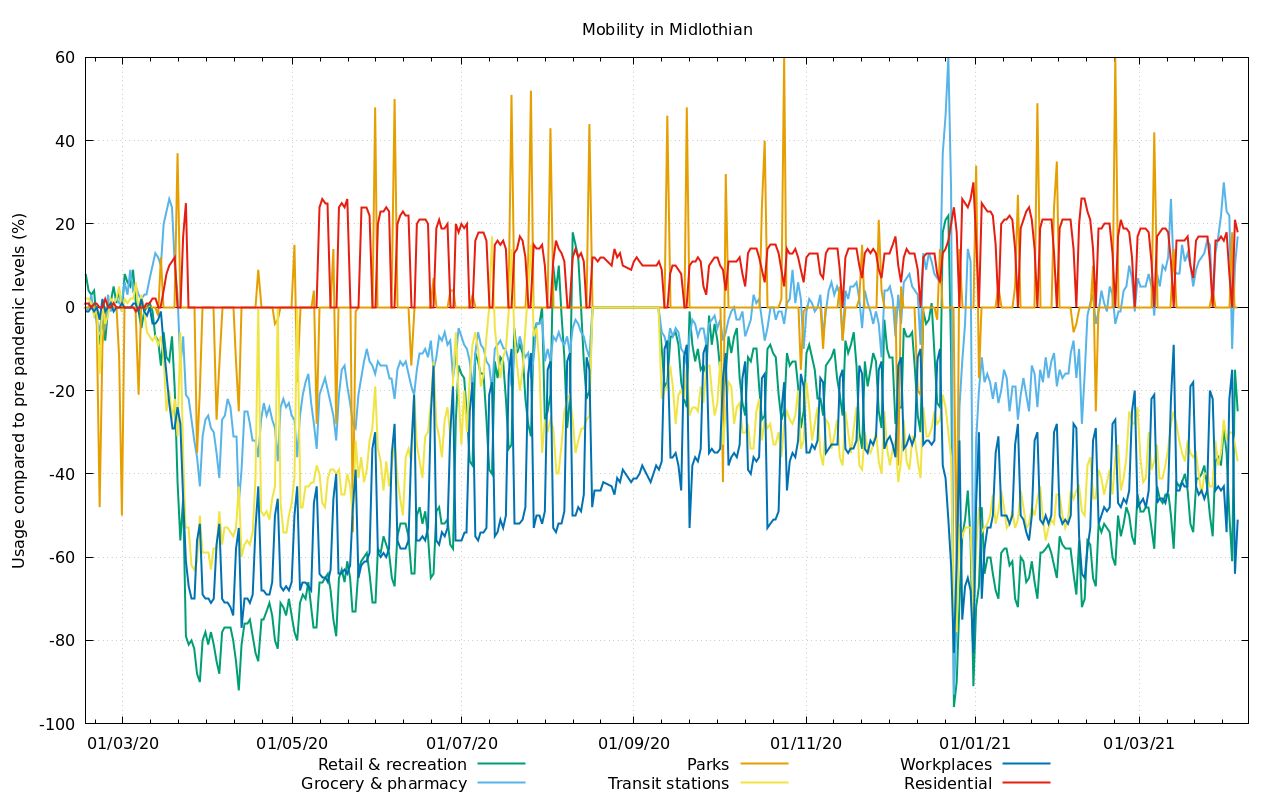 Mobility in Midlothian
Usage compared to pre pandemic levels (%)
60
40
20
0
-20
-40
-60
-80
-100
01/03/20 01/05/20 01/07/20 01/09/20 01/11/20 01/01/21 01/03/21
Retail & recreation Parks Workplaces
Grocery & pharmacy Transit stations Residential